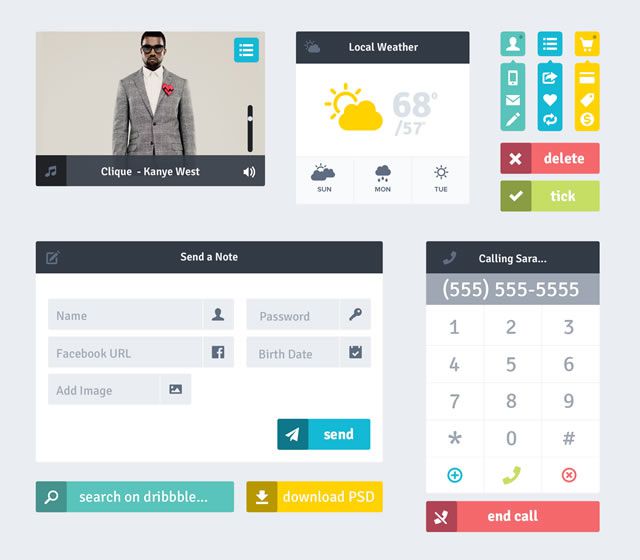 Clique - Kanye West
Local Weather
68°
/57°
SUN
MON
TUE
delete
tick
Send a Note
Name
Password
Facebook URL
Birth Date
Add Image
send
search on dribbble...
download PSD
Calling Sara...
(555) 555-5555
1 2 3
4 5 6
7 8 9
* 0 #
end call